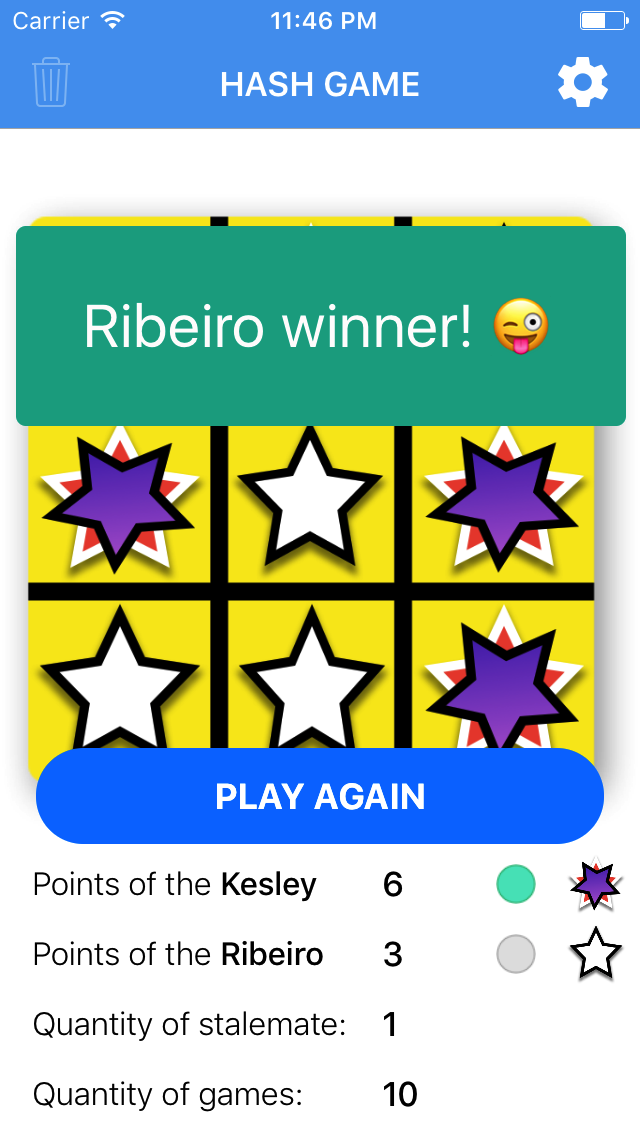 Carrier 11:46 PM
HASH GAME
Ribeiro winner! 😜
PLAY AGAIN
Points of the Kesley 6
Points of the Ribeiro 3
Quantity of stalemate: 1
Quantity of games: 10